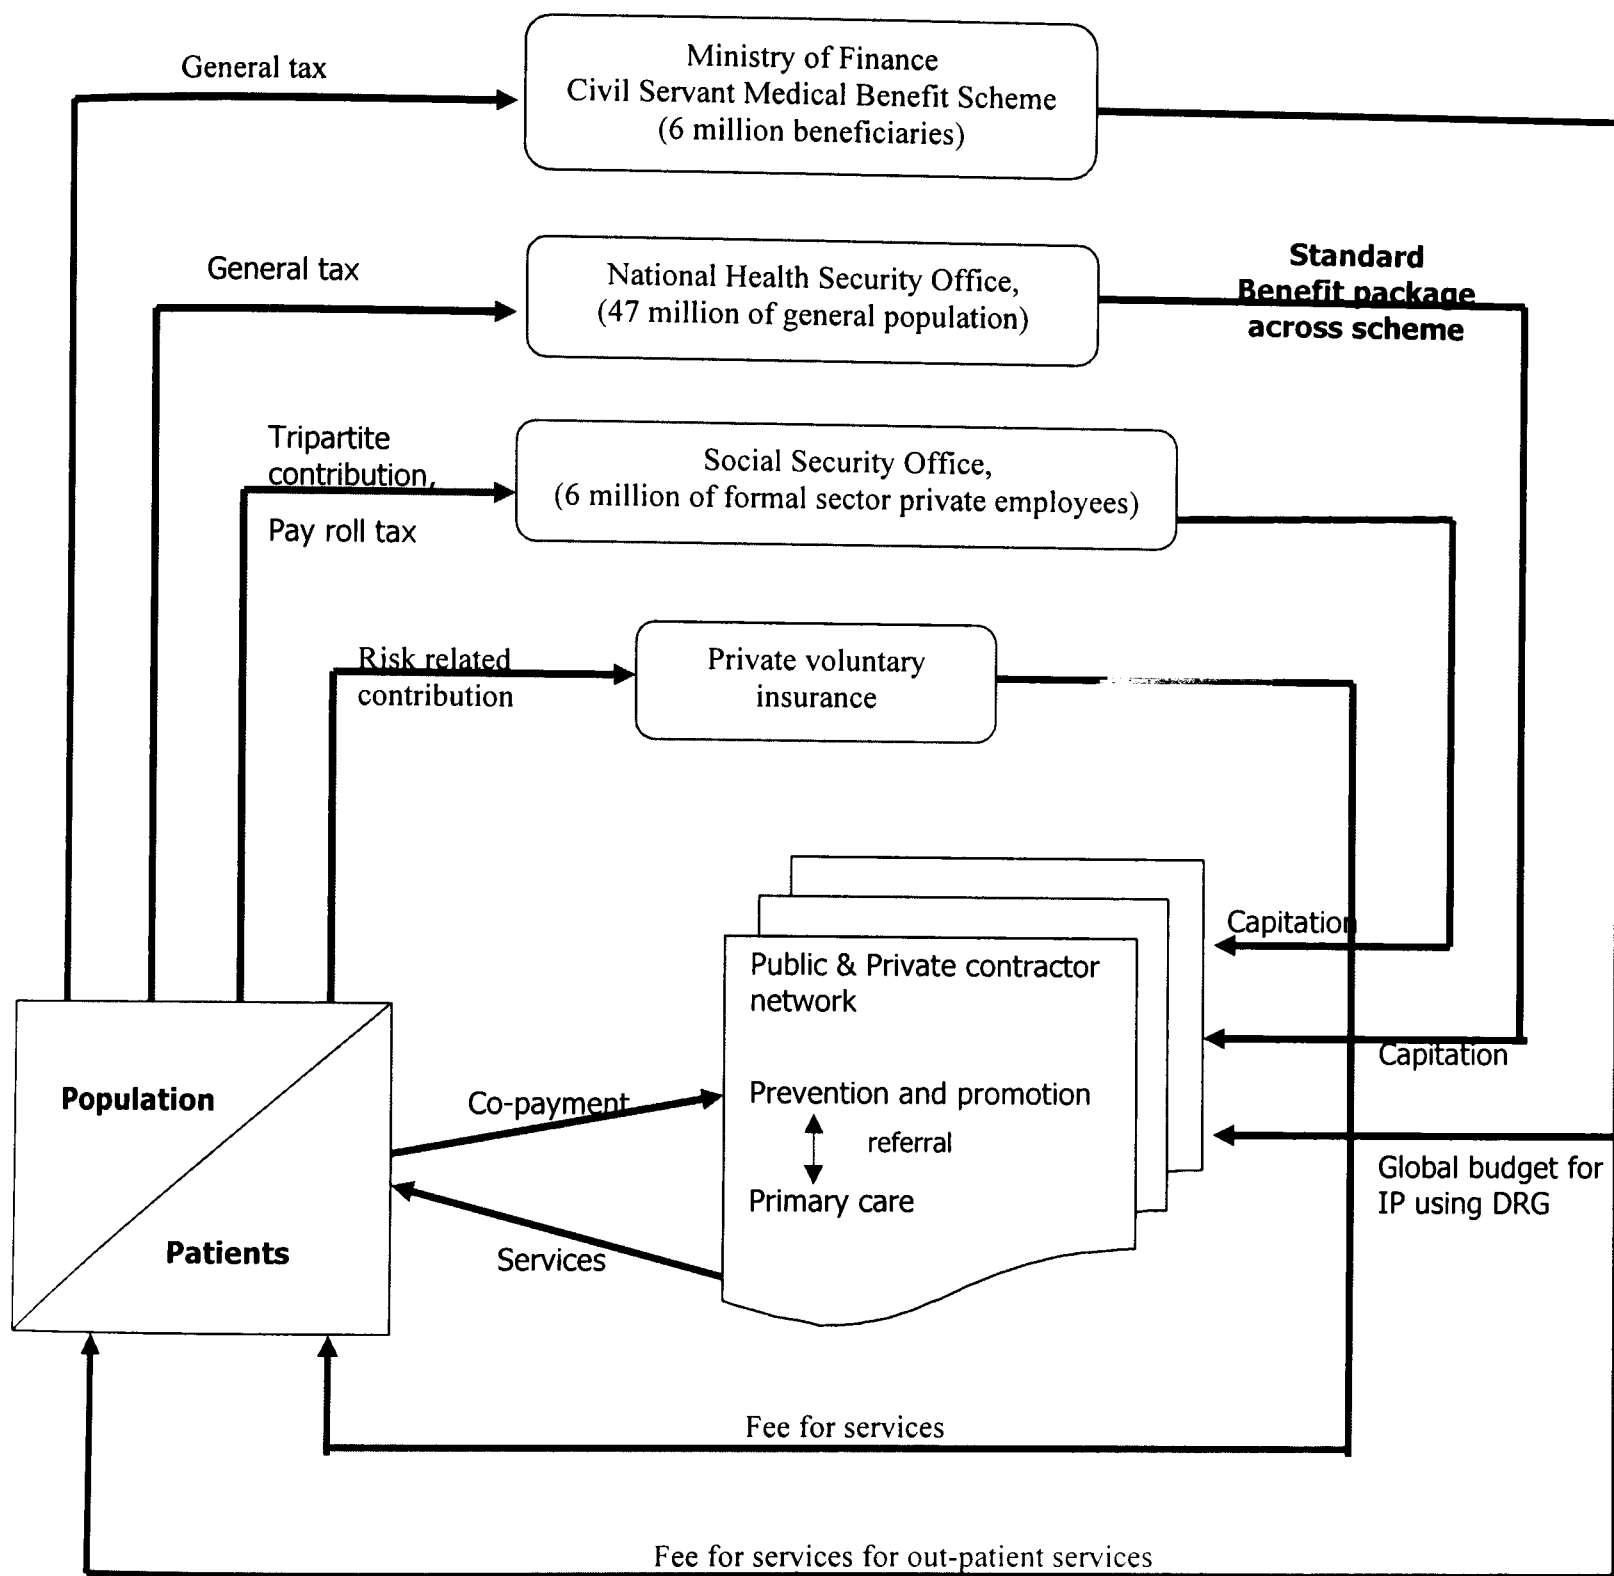 General tax
Ministry of Finance
Civil Servant Medical Benefit Scheme
(6 million beneficiaries)
General tax
National Health Security Office,
(47 million of general population)
Standard
Benefit package
across scheme
Tripartite
contribution,
Pay roll tax
Social Security Office,
(6 million of formal sector private employees)
Risk related
contribution
Private voluntary
insurance
Capitation
Public & Private contractor
network
Capitation
Population
Co-payment
Prevention and promotion
referral
Primary care
Global budget for
IP using DRG
Patients
Services
Fee for services
Fee for services for out-patient services